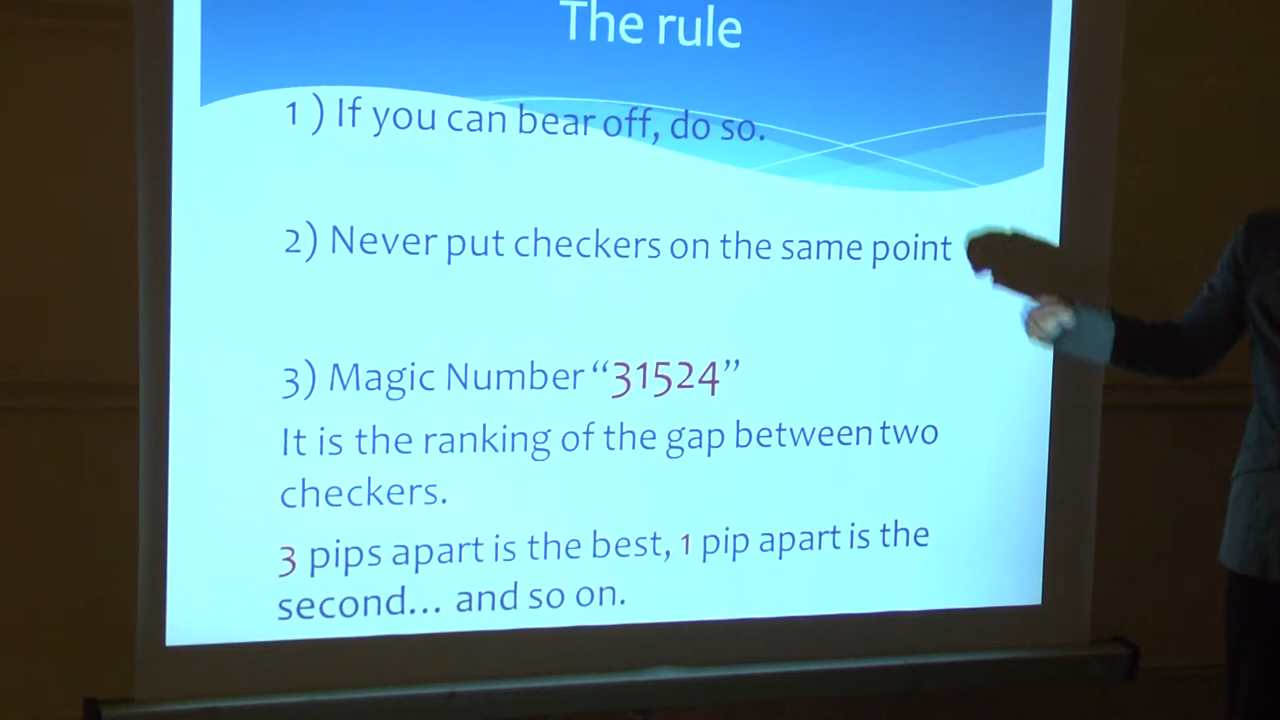 The rule
1 ) If you can bear off, do so.
2) Never put checkers on the same point
3) Magic Number “31524”
It is the ranking of the gap between two
checkers.
3 pips apart is the best, 1 pip apart is the
second... and so on.